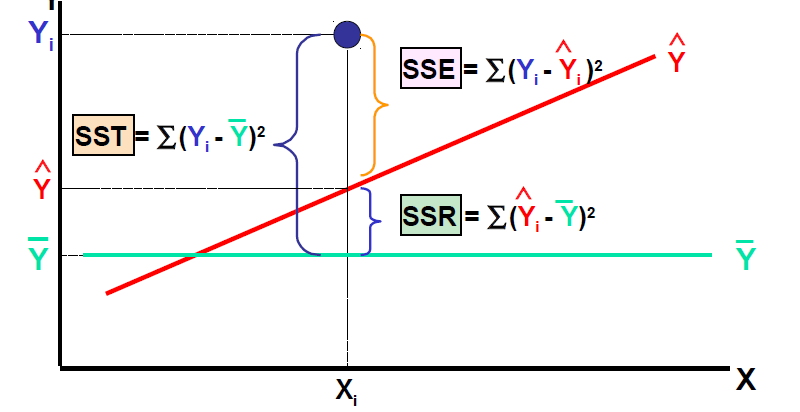 Yᵢ
SSE = ∑(Yᵢ - Ŷᵢ)²
Ŷ
SST = ∑(Yᵢ - Ȳ)²
Ŷ
SSR = ∑(Ŷᵢ - Ȳ)²
Ȳ
Ȳ
X
Xᵢ